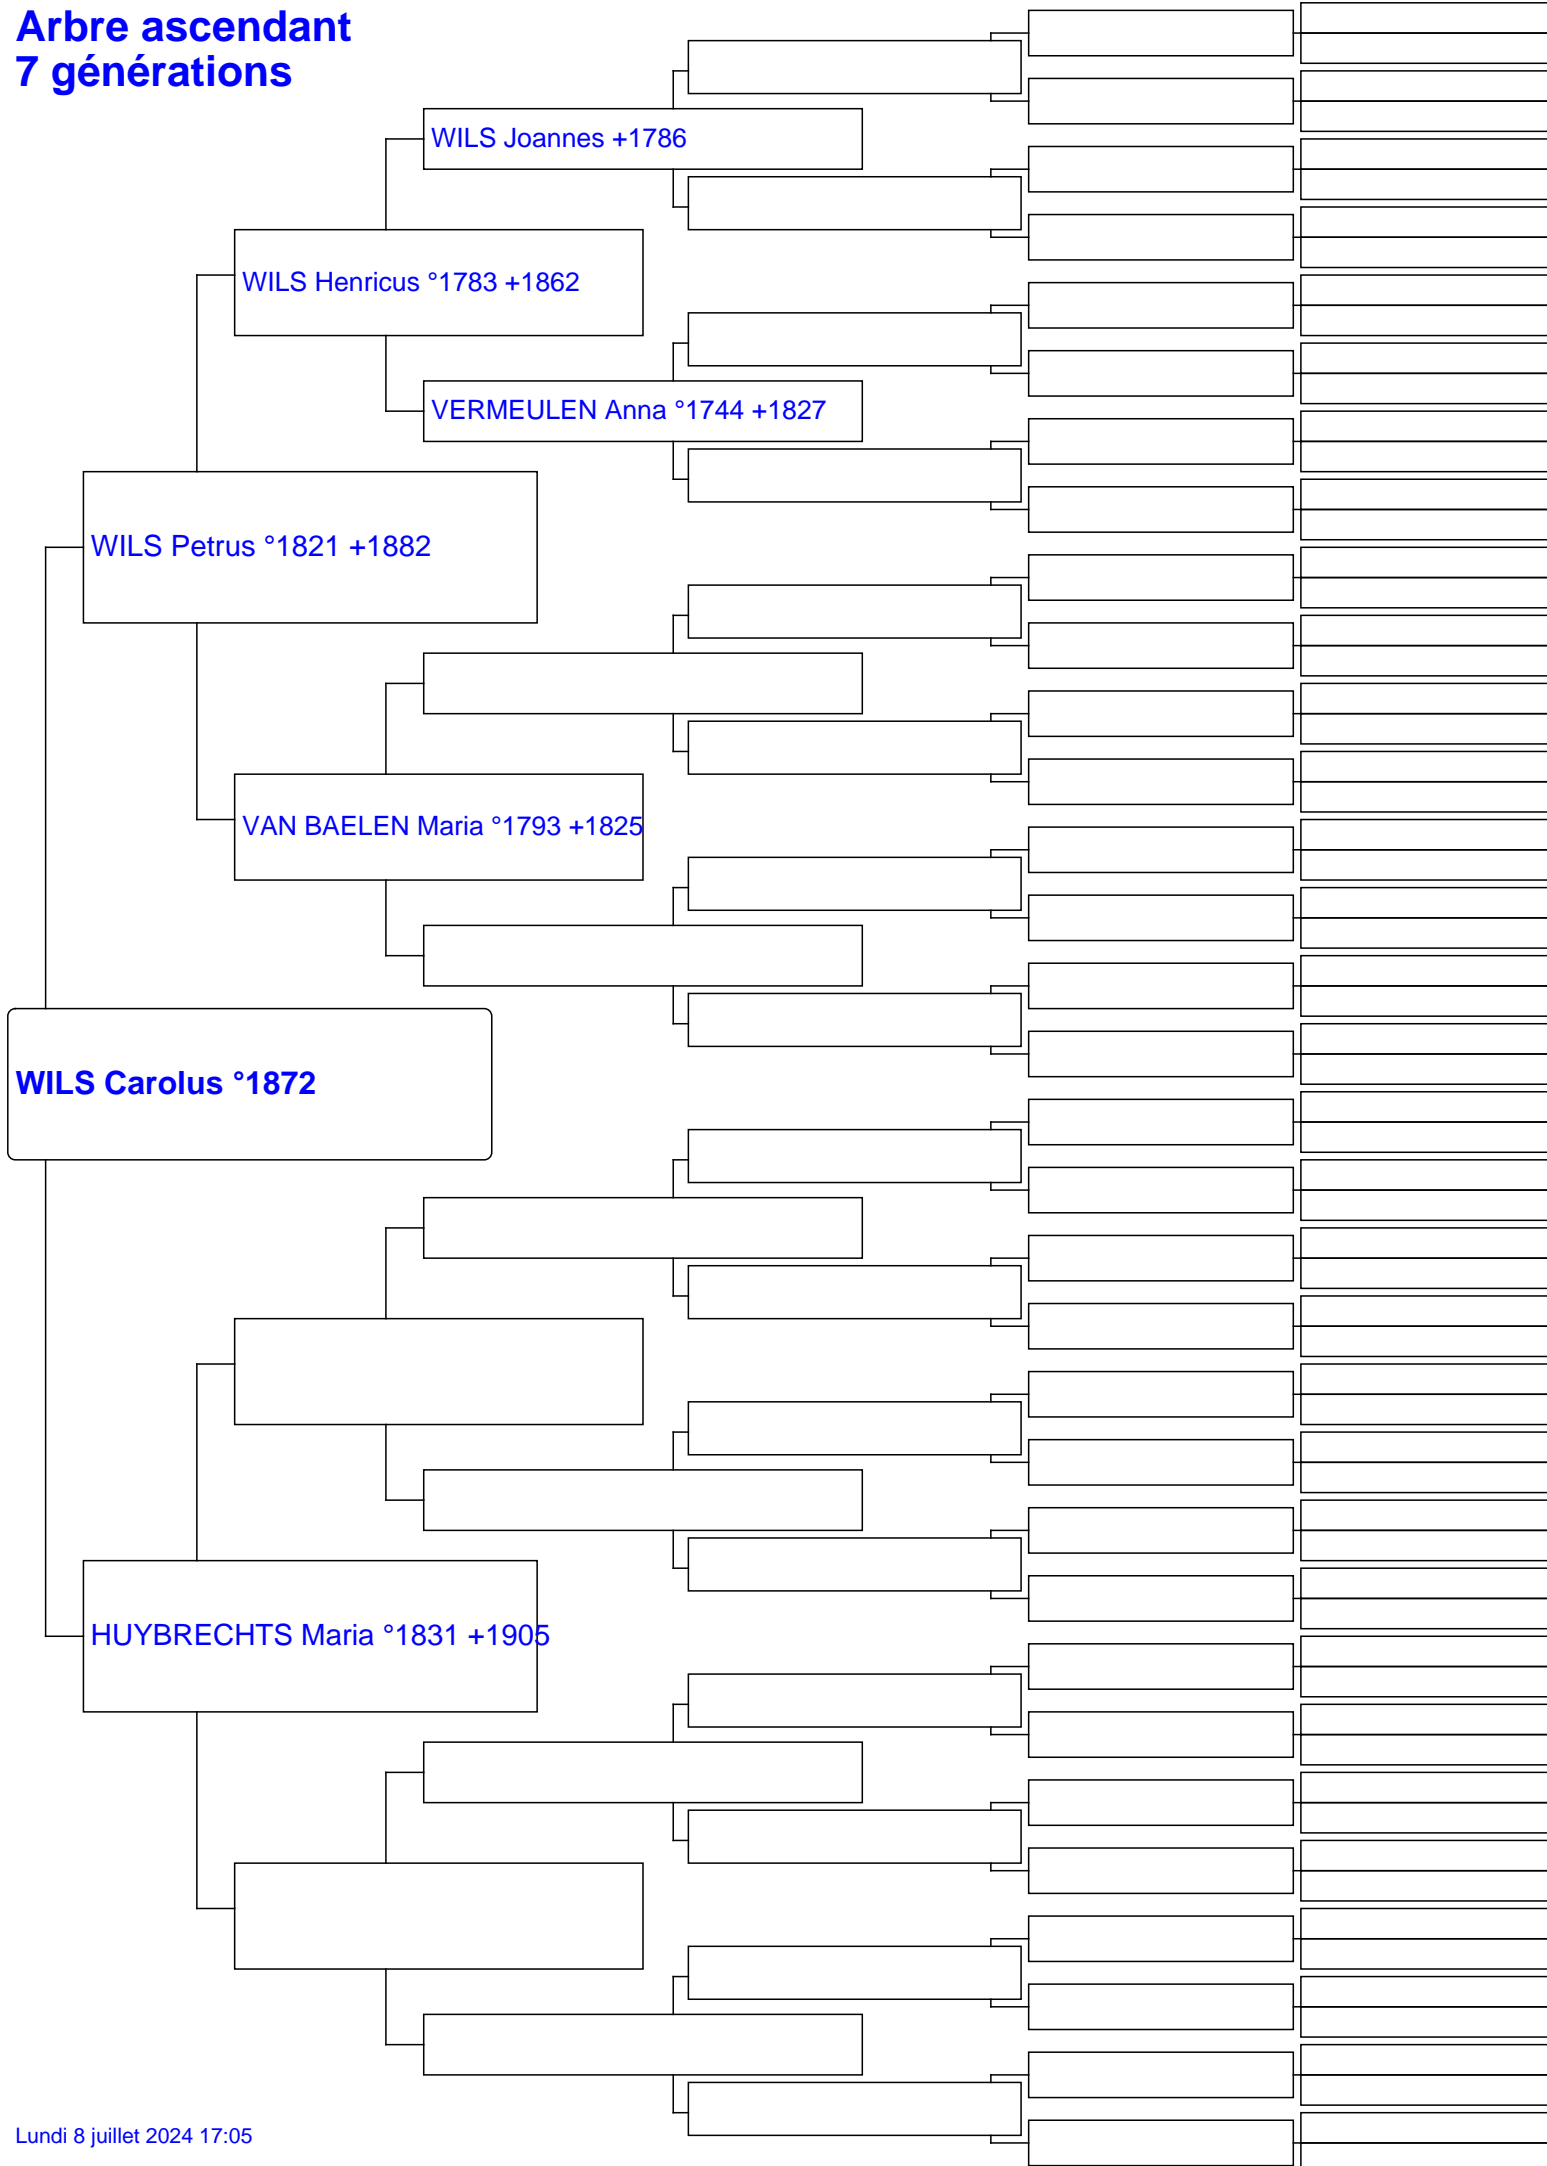 Arbre ascendant
7 générations
WILS Joannes +1786
WILS Henricus °1783 +1862
VERMEULEN Anna °1744 +1827
WILS Petrus °1821 +1882
VAN BAELEN Maria °1793 +1825
WILS Carolus °1872
HUYBRECHTS Maria °1831 +1905
Lundi 8 juillet 2024 17:05